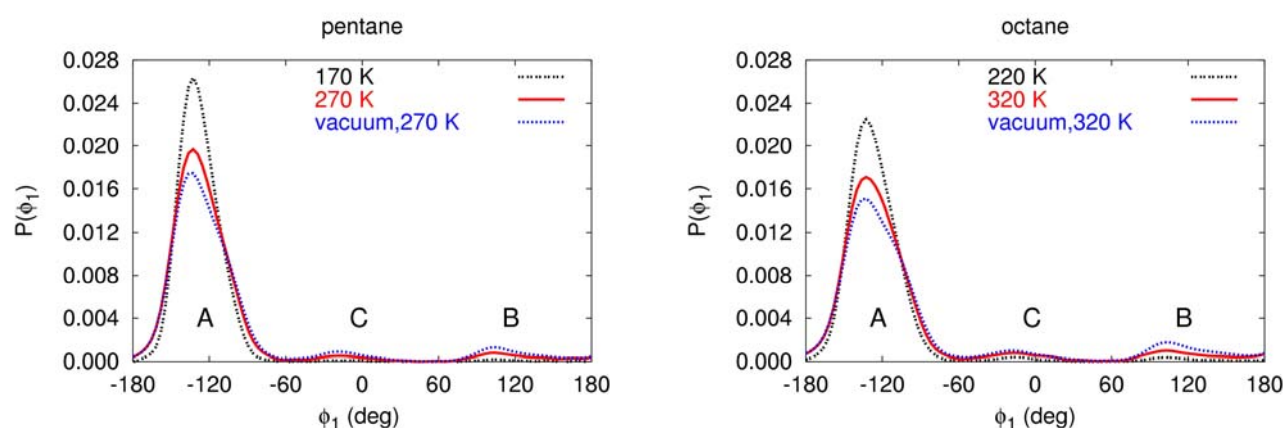 pentane
0.028
0.024
0.020
0.016
0.012
0.008
0.004
0.000
P(ϕ1)
170 K
270 K
vacuum,270 K
A
C
B
-180 -120 -60 0 60 120 180
ϕ1 (deg)
octane
0.028
0.024
0.020
0.016
0.012
0.008
0.004
0.000
P(ϕ1)
220 K
320 K
vacuum,320 K
A
C
B
-180 -120 -60 0 60 120 180
ϕ1 (deg)